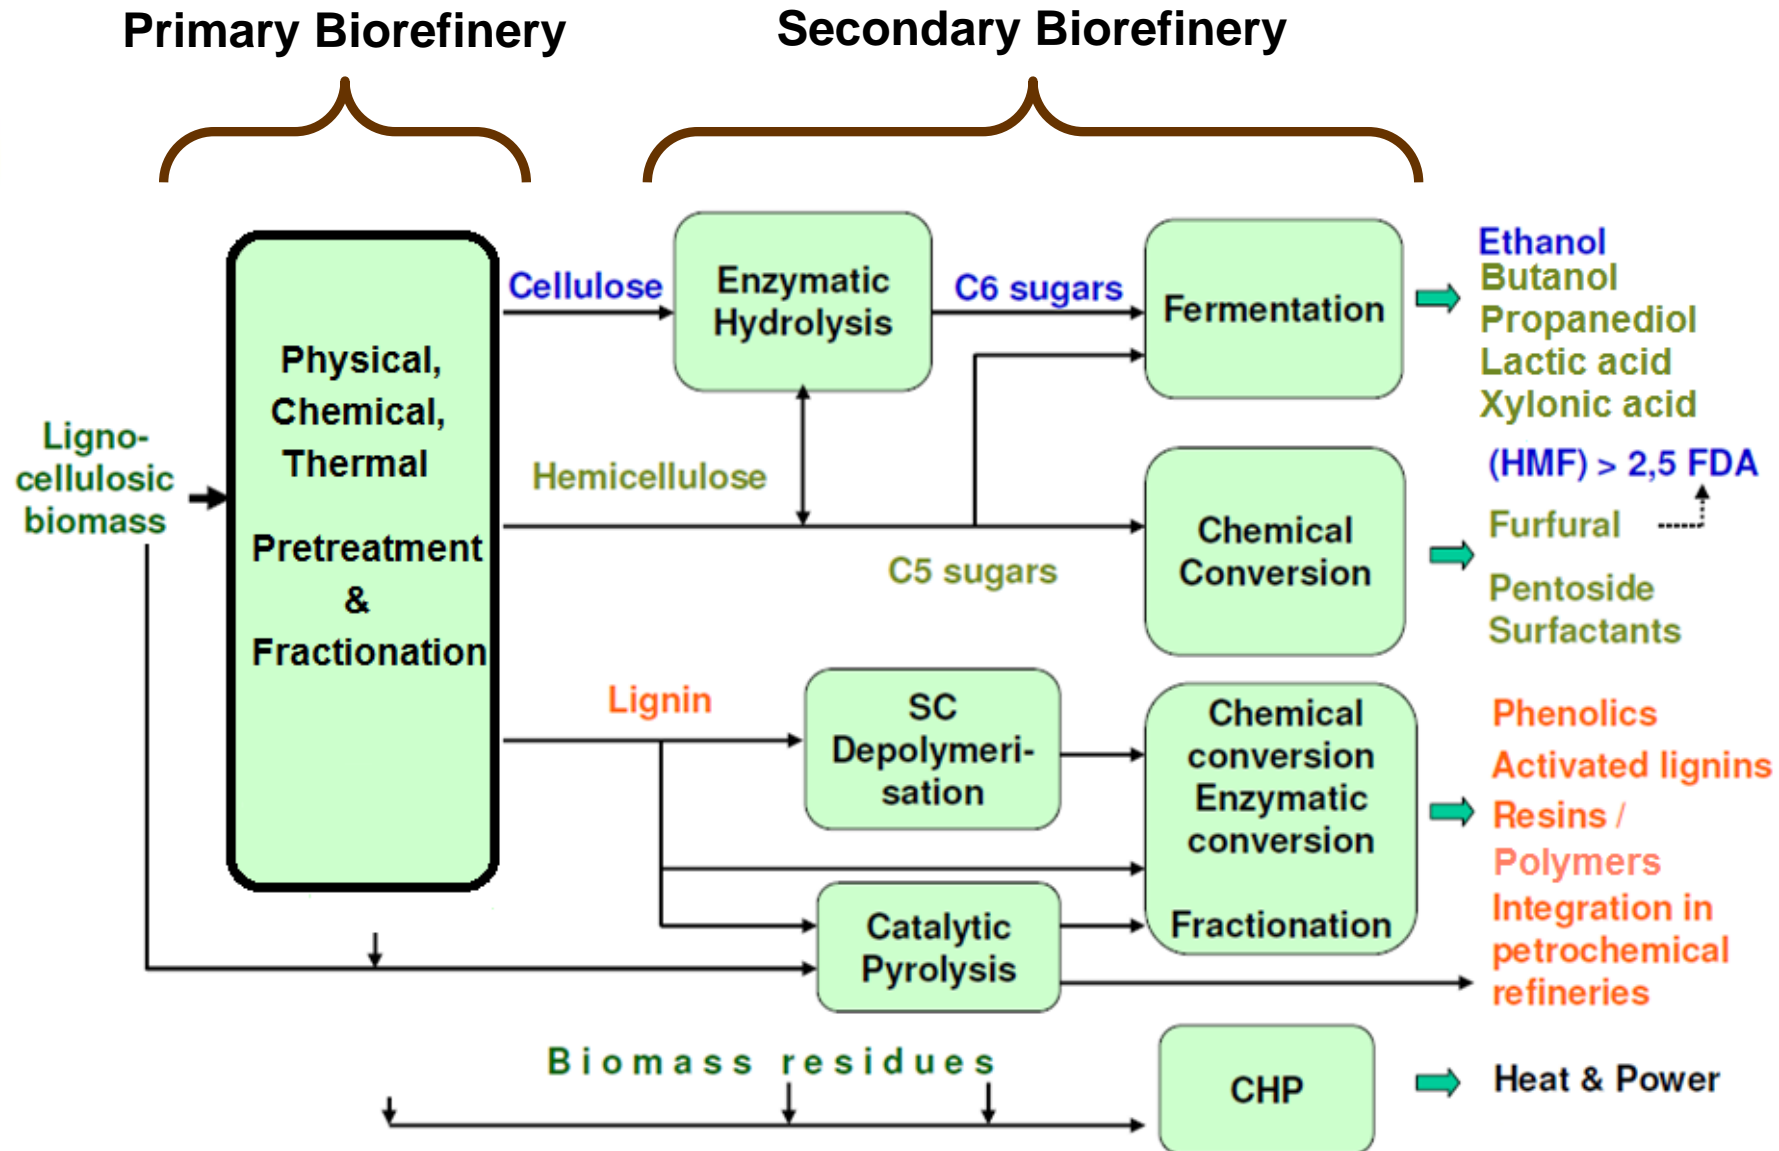 Primary Biorefinery
Secondary Biorefinery
Ligno-
cellulosic
biomass
Physical,
Chemical,
Thermal
Pretreatment
&
Fractionation
Cellulose
Enzymatic
Hydrolysis
C6 sugars
Fermentation
Ethanol
Butanol
Propanediol
Lactic acid
Xylonic acid
Hemicellulose
C5 sugars
Chemical
Conversion
(HMF) > 2,5 FDA
Furfural
Pentoside
Surfactants
Lignin
SC
Depolymeri-
sation
Chemical
conversion
Enzymatic
conversion
Fractionation
Catalytic
Pyrolysis
Phenolics
Activated lignins
Resins /
Polymers
Integration in
petrochemical
refineries
Biomass residues
CHP
Heat & Power